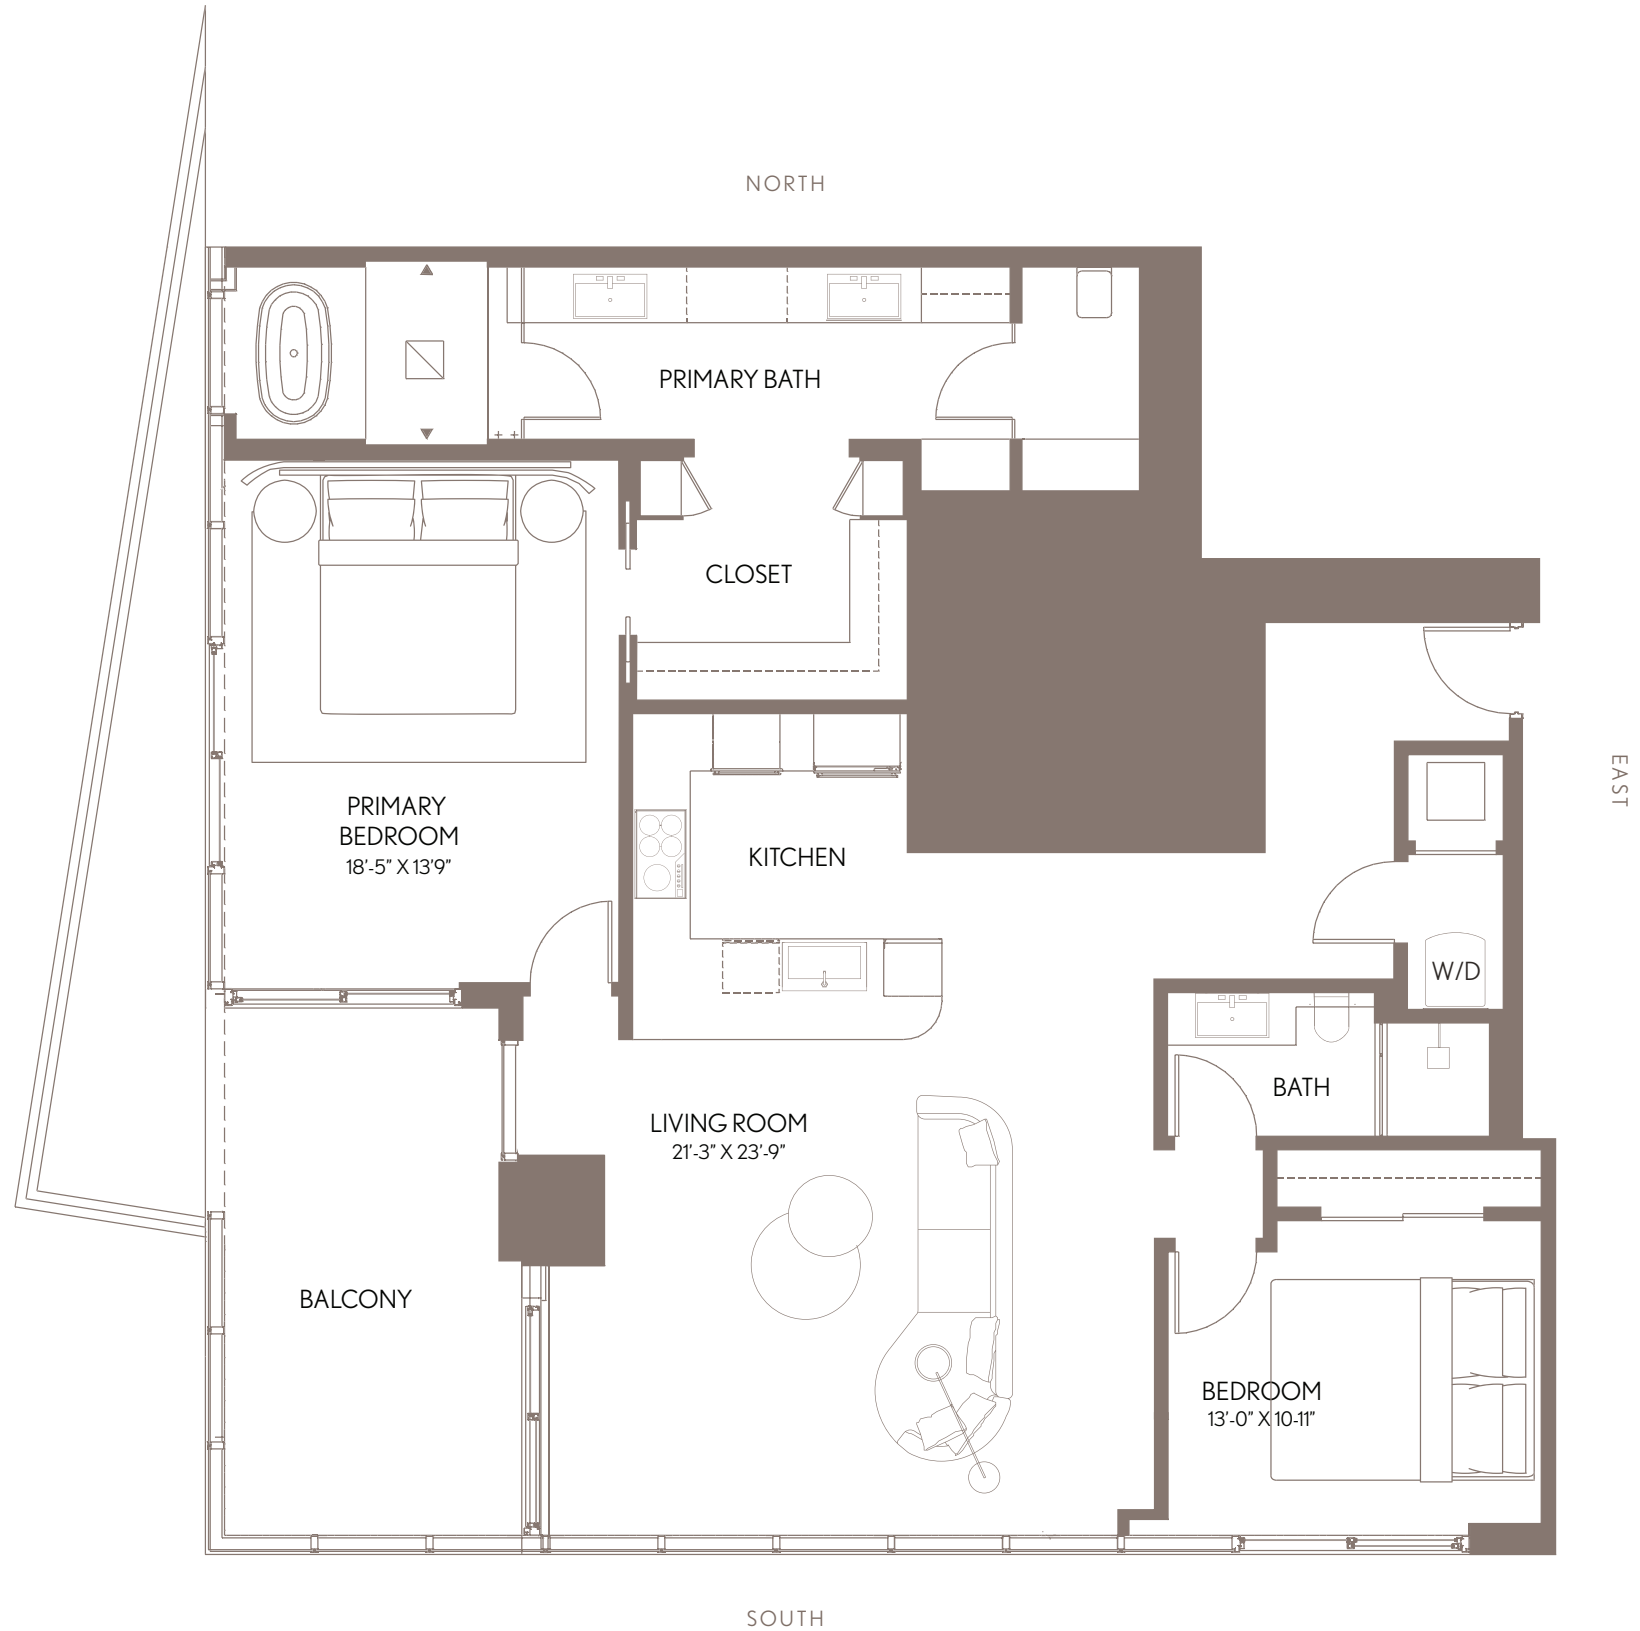 NORTH
PRIMARY BATH
CLOSET
EAST
PRIMARY
BEDROOM
18'-5" X 13'9"
KITCHEN
W/D
BATH
LIVING ROOM
21'-3" X 23'-9"
BALCONY
BEDROOM
13'-0" X 10-11"
SOUTH